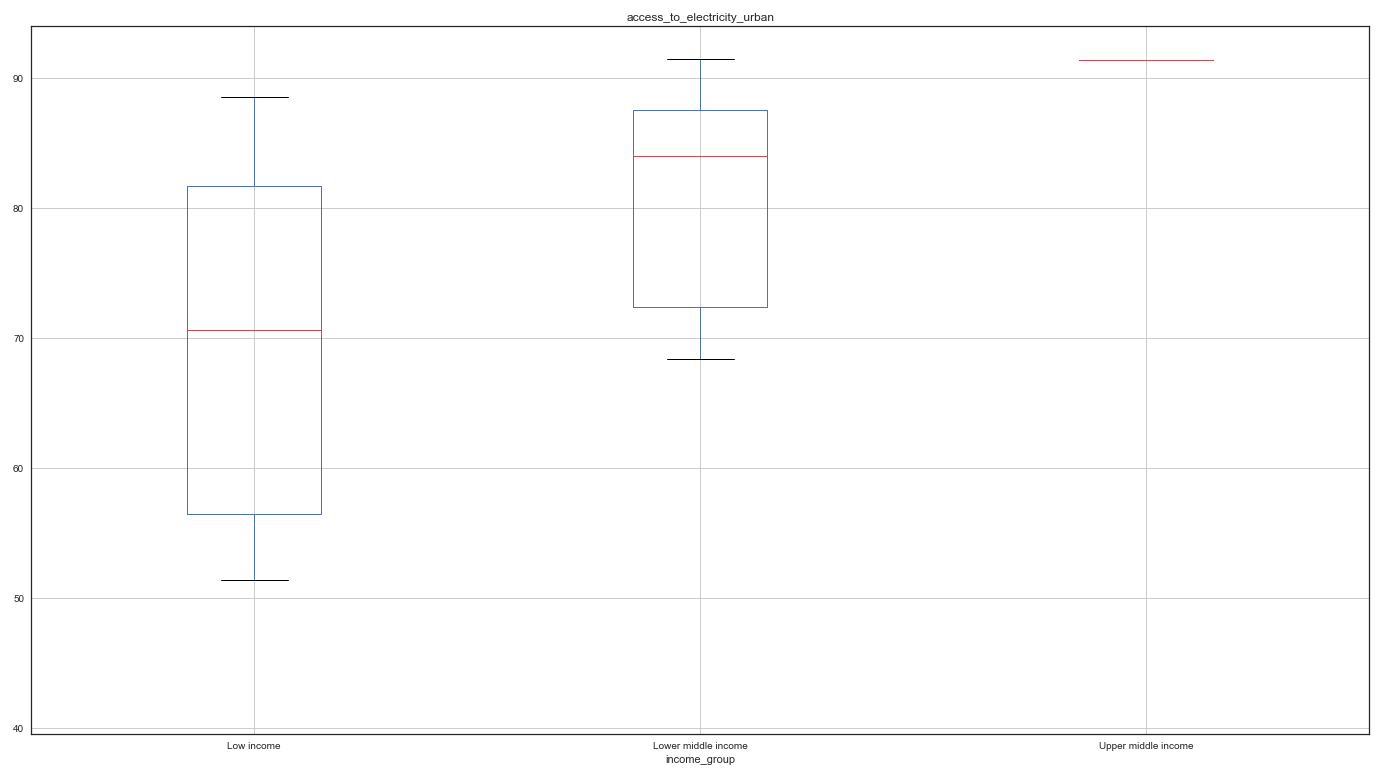 access_to_electricity_urban
90
80
70
60
50
40
Low income
Lower middle income
Upper middle income
income_group